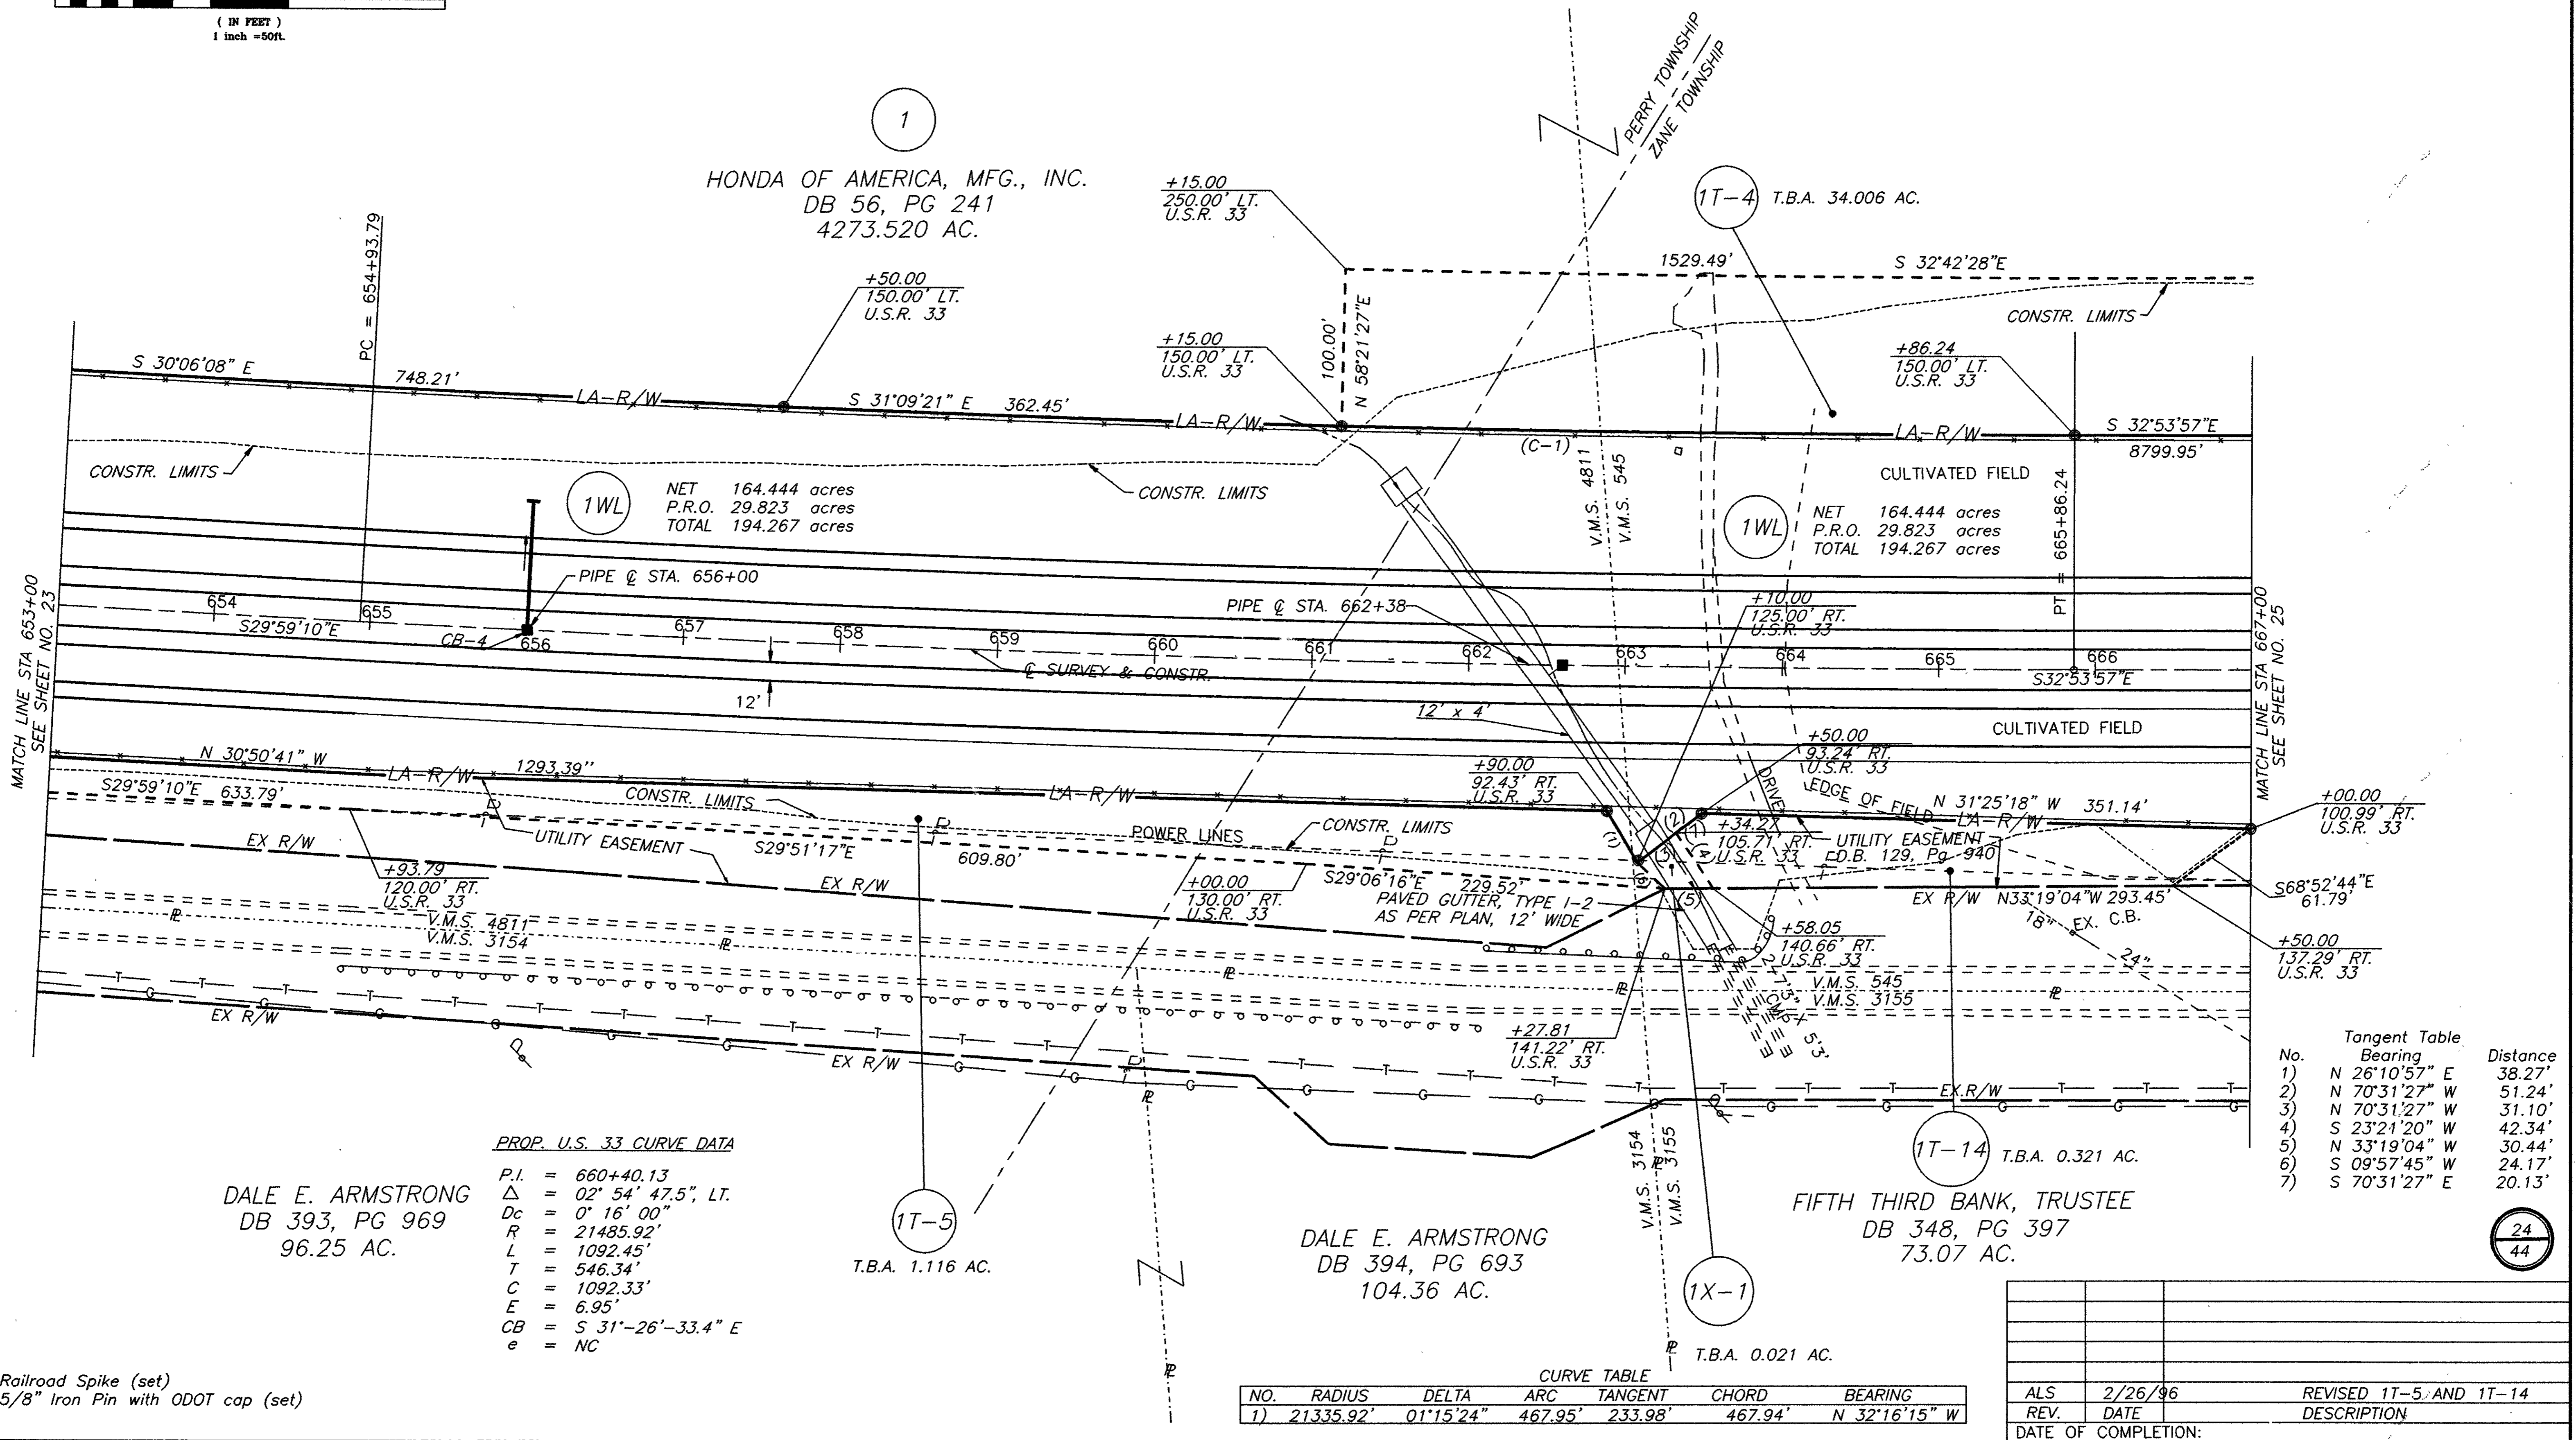 ( IN FEET )
1 inch =50ft.
PERRY TOWNSHIP
ZANE TOWNSHIP
1
HONDA OF AMERICA, MFG., INC.
DB 56, PG 241
4273.520 AC.
+15.00
250.00' LT.
U.S.R. 33
1T-4
T.B.A. 34.006 AC.
PC = 654+93.79
+50.00
150.00' LT.
U.S.R. 33
1529.49'
S 32°42'28"E
CONSTR. LIMITS
100.00'
N 58°21'27"E
+15.00
150.00' LT.
U.S.R. 33
+86.24
150.00' LT.
U.S.R. 33
S 30°06'08" E
748.21'
LA-R/W
S 31°09'21" E 362.45'
LA-R/W
(C-1)
LA-R/W
S 32°53'57"E
8799.95'
CONSTR. LIMITS
CONSTR. LIMITS
CULTIVATED FIELD
1WL
NET 164.444 acres
P.R.O. 29.823 acres
TOTAL 194.267 acres
V.M.S. 4811
V.M.S. 545
1WL
NET 164.444 acres
P.R.O. 29.823 acres
TOTAL 194.267 acres
PT = 665+86.24
MATCH LINE STA 653+00
SEE SHEET NO. 23
PIPE ℄ STA. 656+00
PIPE ℄ STA. 662+38
+10.00
125.00' RT.
U.S.R. 33
654
655
656
657
658
659
660
661
662
663
664
665
666
S29°59'10"E
CB-4
℄ SURVEY & CONSTR.
S32°53'57"E
MATCH LINE STA 667+00
SEE SHEET NO. 25
12'
12' x 4'
CULTIVATED FIELD
+50.00
93.24' RT.
U.S.R. 33
+90.00
92.43' RT.
U.S.R. 33
N 30°50'41" W
LA-R/W
1293.39''
LA-R/W
DRIVE
EDGE OF FIELD
N 31°25'18" W 351.14'
LA-R/W
+00.00
100.99' RT.
U.S.R. 33
S29°59'10"E 633.79'
CONSTR. LIMITS
POWER LINES
CONSTR. LIMITS
(1)
(2)
(7)
(3)
(4)
(6)
(5)
+34.27
105.71' RT.
U.S.R. 33
UTILITY EASEMENT
D.B. 129, Pg 940
EX R/W
UTILITY EASEMENT
S29°51'17"E
609.80'
EX R/W
+93.79
120.00' RT.
U.S.R. 33
+00.00
130.00' RT.
U.S.R. 33
S29°06'16"E 229.52'
PAVED GUTTER, TYPE I-2
AS PER PLAN, 12' WIDE
EX R/W N33°19'04"W 293.45'
S68°52'44"E
61.79'
18"
EX. C.B.
24"
+58.05
140.66' RT.
U.S.R. 33
+50.00
137.29' RT.
U.S.R. 33
V.M.S. 4811
V.M.S. 3154
V.M.S. 545
V.M.S. 3155
2-7'3" X 5'3"
CMP
+27.81
141.22' RT.
U.S.R. 33
EX R/W
EX R/W
EX.R/W
Tangent Table
No. Bearing Distance
1) N 26°10'57" E 38.27'
2) N 70°31'27" W 51.24'
3) N 70°31'27" W 31.10'
4) S 23°21'20" W 42.34'
5) N 33°19'04" W 30.44'
6) S 09°57'45" W 24.17'
7) S 70°31'27" E 20.13'
V.M.S. 3154
V.M.S. 3155
PROP. U.S. 33 CURVE DATA
P.I. = 660+40.13
Δ = 02° 54' 47.5", LT.
Dc = 0° 16' 00"
R = 21485.92'
L = 1092.45'
T = 546.34'
C = 1092.33'
E = 6.95'
CB = S 31°-26'-33.4" E
e = NC
DALE E. ARMSTRONG
DB 393, PG 969
96.25 AC.
1T-5
T.B.A. 1.116 AC.
DALE E. ARMSTRONG
DB 394, PG 693
104.36 AC.
1X-1
T.B.A. 0.021 AC.
1T-14
T.B.A. 0.321 AC.
FIFTH THIRD BANK, TRUSTEE
DB 348, PG 397
73.07 AC.
24
44
Railroad Spike (set)
5/8" Iron Pin with ODOT cap (set)
CURVE TABLE
NO. RADIUS DELTA ARC TANGENT CHORD BEARING
1) 21335.92' 01°15'24" 467.95' 233.98' 467.94' N 32°16'15" W
ALS 2/26/96 REVISED 1T-5 AND 1T-14
REV. DATE DESCRIPTION
DATE OF COMPLETION: